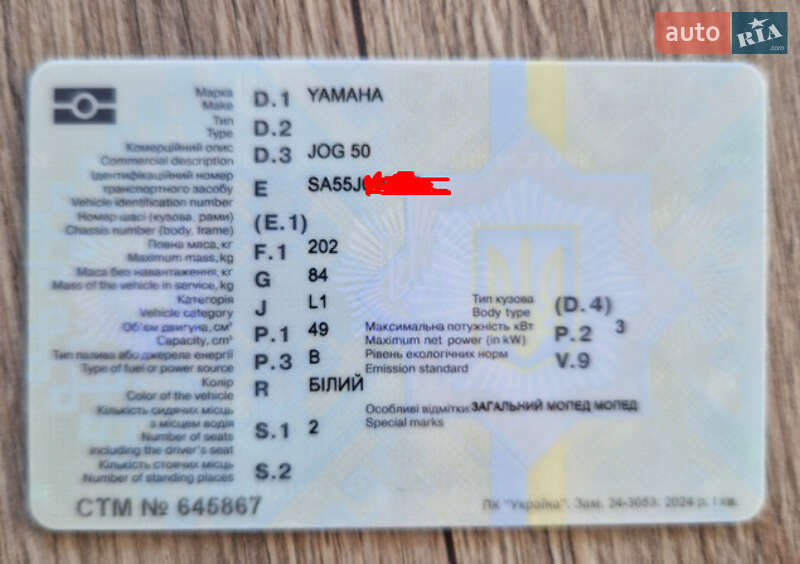 auto RIA.com
Марка
Make D.1 YAMAHA
Тип
Type D.2
Комерційний опис
Commercial description D.3 JOG 50
Ідентифікаційний номер
транспортного засобу E SA55J
Vehicle identification number
Номер шасі (кузова, рами)
Chassis number (body, frame) (E.1)
Повна маса, кг
Maximum mass, kg F.1 202
Маса без навантаження, кг
Mass of the vehicle in service, kg G 84
Категорія
Vehicle category J L1
Тип кузова
Body type (D.4)
Об'єм двигуна, см³
Capacity, cm³ P.1 49
Максимальна потужність кВт
Maximum net power (in kW) P.2 3
Тип палива або джерела енергії
Type of fuel or power source P.3 B
Рівень екологічних норм
Emission standard V.9
Колір
Color of the vehicle R БІЛИЙ
Кількість сидячих місць
з місцем водія
Number of seats S.1 2
including the driver's seat
Особливі відмітки ЗАГАЛЬНИЙ МОПЕД МОПЕД
Special marks
Кількість стоячих місць
Number of standing places S.2
СТМ № 645867
ПК "Україна". Зам. 24-3053. 2024 р. І кв.